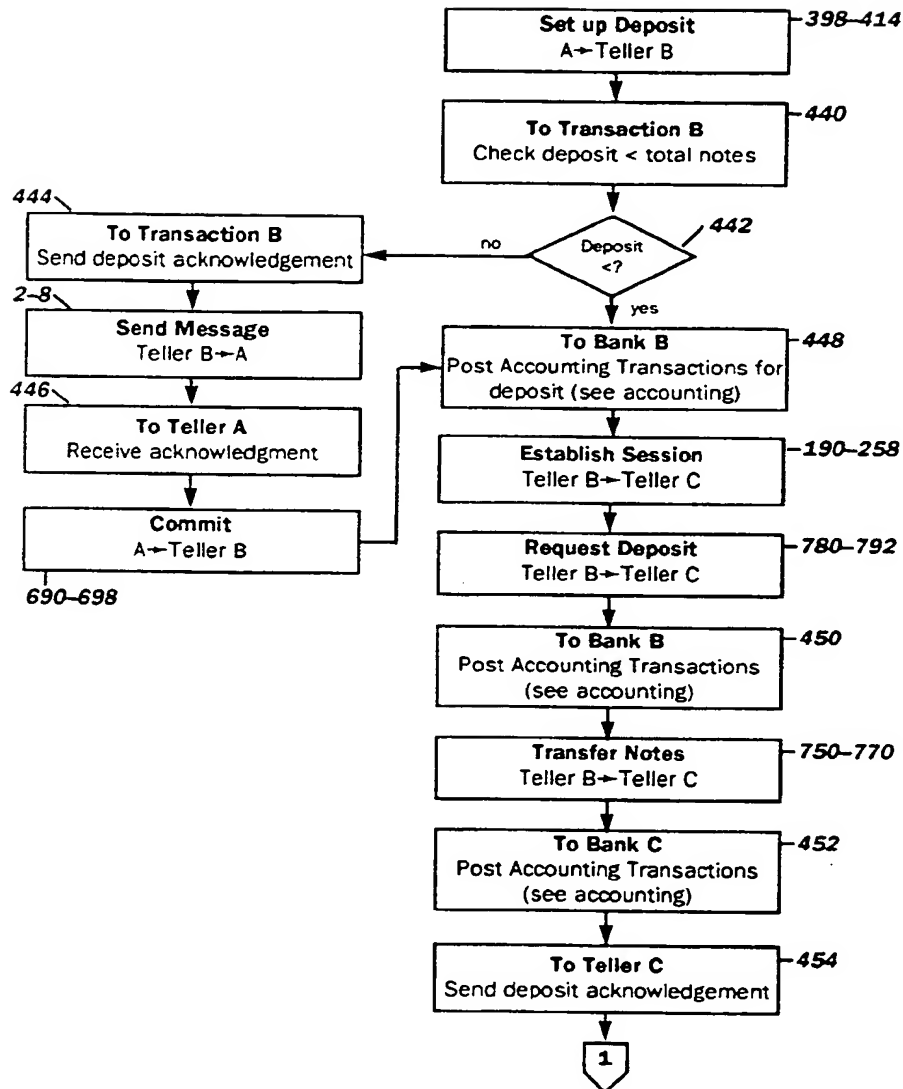 Set up Deposit
A→Teller B
398–414
To Transaction B
Check deposit < total notes
440
Deposit
<?
442
no
yes
444
To Transaction B
Send deposit acknowledgement
2–8
Send Message
Teller B→A
446
To Teller A
Receive acknowledgment
Commit
A→Teller B
690–698
To Bank B
Post Accounting Transactions for
deposit (see accounting)
448
Establish Session
Teller B→Teller C
190–258
Request Deposit
Teller B→Teller C
780–792
To Bank B
Post Accounting Transactions
(see accounting)
450
Transfer Notes
Teller B→Teller C
750–770
To Bank C
Post Accounting Transactions
(see accounting)
452
To Teller C
Send deposit acknowledgement
454
1